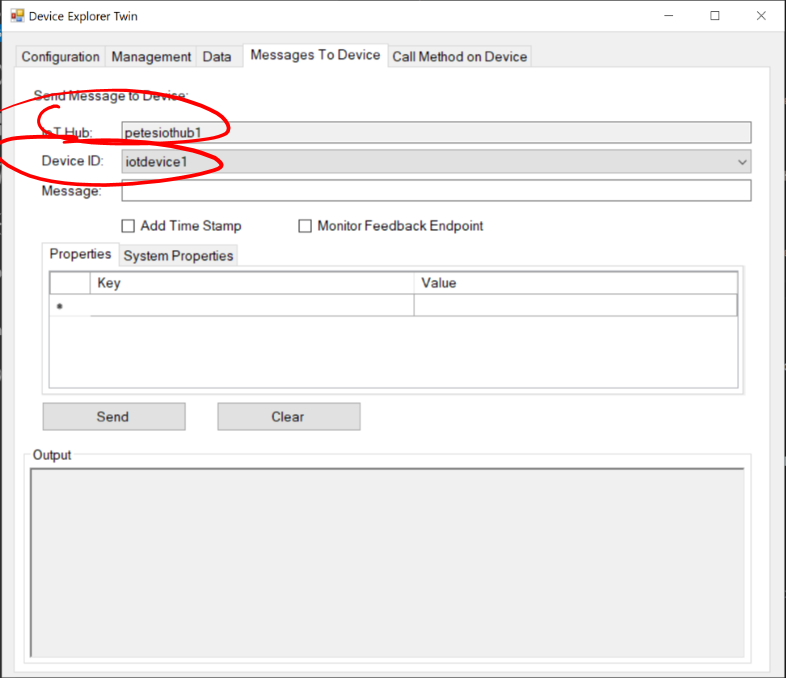 Device Explorer Twin
Configuration Management Data Messages To Device Call Method on Device
Send Message to Device:
IoT Hub: petesiothub1
Device ID: iotdevice1
Message:
Add Time Stamp Monitor Feedback Endpoint
Properties System Properties
Key Value
Send Clear
Output